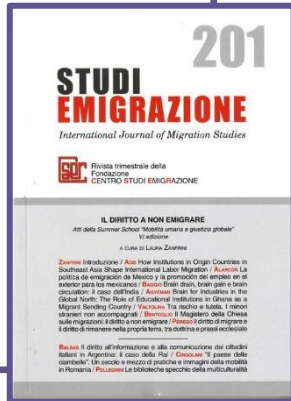 201
STUDI
EMIGRAZIONE
International Journal of Migration Studies
Rivista trimestrale della
Fondazione
CENTRO STUDI EMIGRAZIONE
IL DIRITTO A NON EMIGRARE
Atti della Summer School "Mobilità umana e giustizia globale"
VI edizione
A CURA DI LAURA ZANFRINI
ZANFRINI Introduzione / ASIS How Institutions in Origin Countries in
Southeast Asia Shape International Labor Migration / ALARCÓN La
política de emigración de México y la promoción del empleo en el
exterior para los mexicanos / BAGGIO Brain drain, brain gain e brain
circulation: il caso dell'India / ADYEMAN Brain for Industries in the
Global North: The Role of Educational Institutions in Ghana as a
Migrant Sending Country / VALTOLINA Tra rischio e tutela. I minori
stranieri non accompagnati / BENTOGLIO Il Magistero della Chiesa
sulle migrazioni: il diritto a non emigrare / PEREGO Il diritto di migrare e
il diritto di rimanere nella propria terra, tra dottrina e prassi ecclesiale
BALSAS Il diritto all'informazione e alla comunicazione dei cittadini
italiani in Argentina: il caso della Rai / CINGOLANI "Il paese delle
ciambelle". Un secolo e mezzo di pratiche e immagini della mobilità
in Romania / PELLEGRINI Le biblioteche specchio della multiculturalità